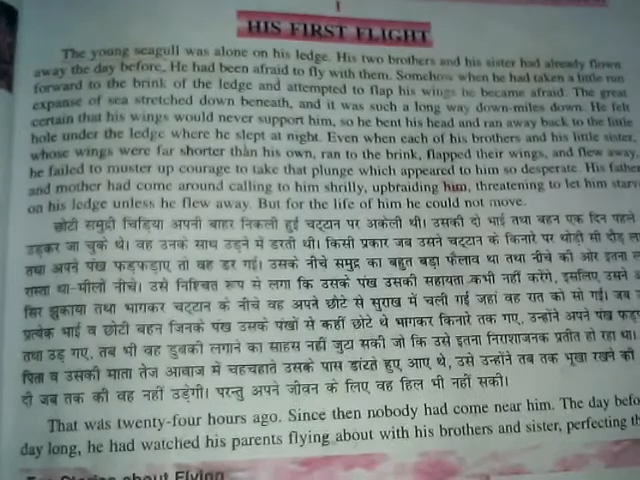 I
HIS FIRST FLIGHT
The young seagull was alone on his ledge. His two brothers and his sister had already flown
away the day before. He had been afraid to fly with them. Somehow when he had taken a little run
forward to the brink of the ledge and attempted to flap his wings he became afraid. The great
expanse of sea stretched down beneath, and it was such a long way down-miles down. He felt
certain that his wings would never support him, so he bent his head and ran away back to the little
hole under the ledge where he slept at night. Even when each of his brothers and his little sister,
whose wings were far shorter than his own, ran to the brink, flapped their wings, and flew away,
he failed to muster up courage to take that plunge which appeared to him so desperate. His father
and mother had come around calling to him shrilly, upbraiding him, threatening to let him starv
on his ledge unless he flew away. But for the life of him he could not move.
छोटी समुद्री चिड़िया अपनी बाहर निकली हुई चट्टान पर अकेली थी। उसकी दो भाई तथा बहन एक दिन पहले
उड़कर जा चुके थे। वह उनके साथ उड़ने में डरती थी। किसी प्रकार जब उसने चट्टान के किनारे पर थोड़ी सी दौड़
तथा अपने पंख फड़फड़ाए तो वह डर गई। उसके नीचे समुद्र का बहुत बड़ा फैलाव था तथा नीचे की ओर इतना
रास्ता था-मीलों नीचे। उसे निश्चित रूप से लगा कि उसके पंख उसकी सहायता कभी नहीं करेंगे, इसलिए उसने
सिर झुकाया तथा भागकर चट्टान के नीचे वह अपने छोटे से सुराख में चली गई जहां वह रात को सो गई। जब
प्रत्येक भाई व छोटी बहन जिनके पंख उसके पंखों से कहीं छोटे थे भागकर किनारे तक गए, उन्होंने अपने पंख
तथा उड़ गए, तब भी वह डुबकी लगाने का साहस नहीं जुटा सकी जो कि उसे इतना निराशाजनक प्रतीत हो रहा था।
पिता व उसकी माता तेज आवाज में चहचहाते उसके पास डांटते हुए, आए थे, उसे उन्होंने तब तक भूखा रखने की
दी जब तक की वह नहीं उड़ेगी। परन्तु अपने जीवन के लिए वह हिल भी नहीं सकी।
That was twenty-four hours ago. Since then nobody had come near him. The day befo
day long, he had watched his parents flying about with his brothers and sister, perfecting th
Stories about Flying